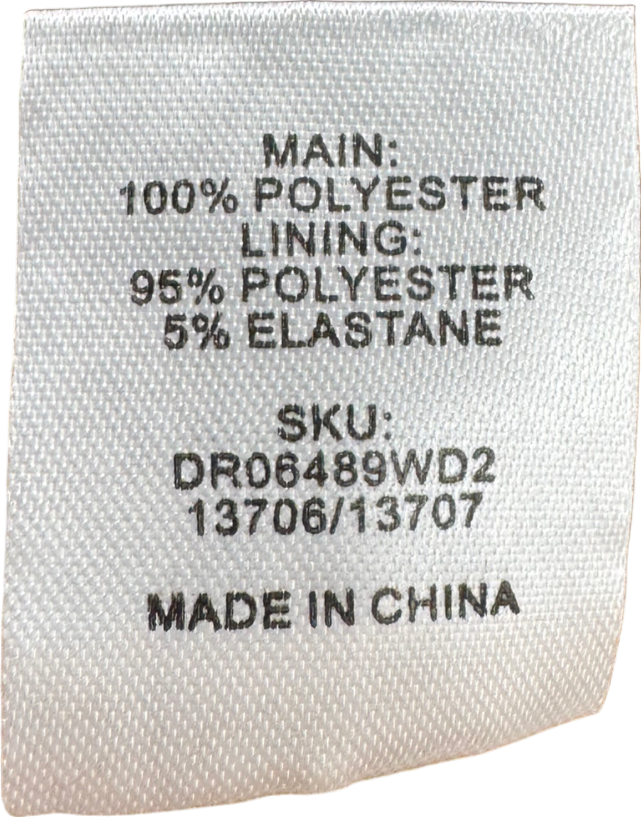 MAIN:
100% POLYESTER
LINING:
95% POLYESTER
5% ELASTANE
SKU:
DR06489WD2
13706/13707
MADE IN CHINA